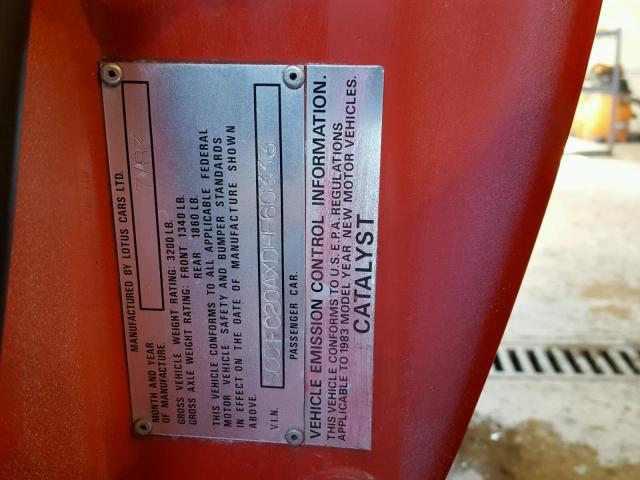 MANUFACTURED BY LOTUS CARS LTD.
MONTH AND YEAR
OF MANUFACTURE. 7/83
GROSS VEHICLE WEIGHT RATING: 3200 LB.
GROSS AXLE WEIGHT RATING: FRONT 1340 LB.
REAR 1860 LB.
THIS VEHICLE CONFORMS TO ALL APPLICABLE FEDERAL
MOTOR VEHICLE SAFETY AND BUMPER STANDARDS
IN EFFECT ON THE DATE OF MANUFACTURE SHOWN
ABOVE.
V.I.N.
PASSENGER CAR.
VEHICLE EMISSION CONTROL INFORMATION.
THIS VEHICLE CONFORMS TO U.S. E.P.A. REGULATIONS
APPLICABLE TO 1983 MODEL YEAR NEW MOTOR VEHICLES.
CATALYST